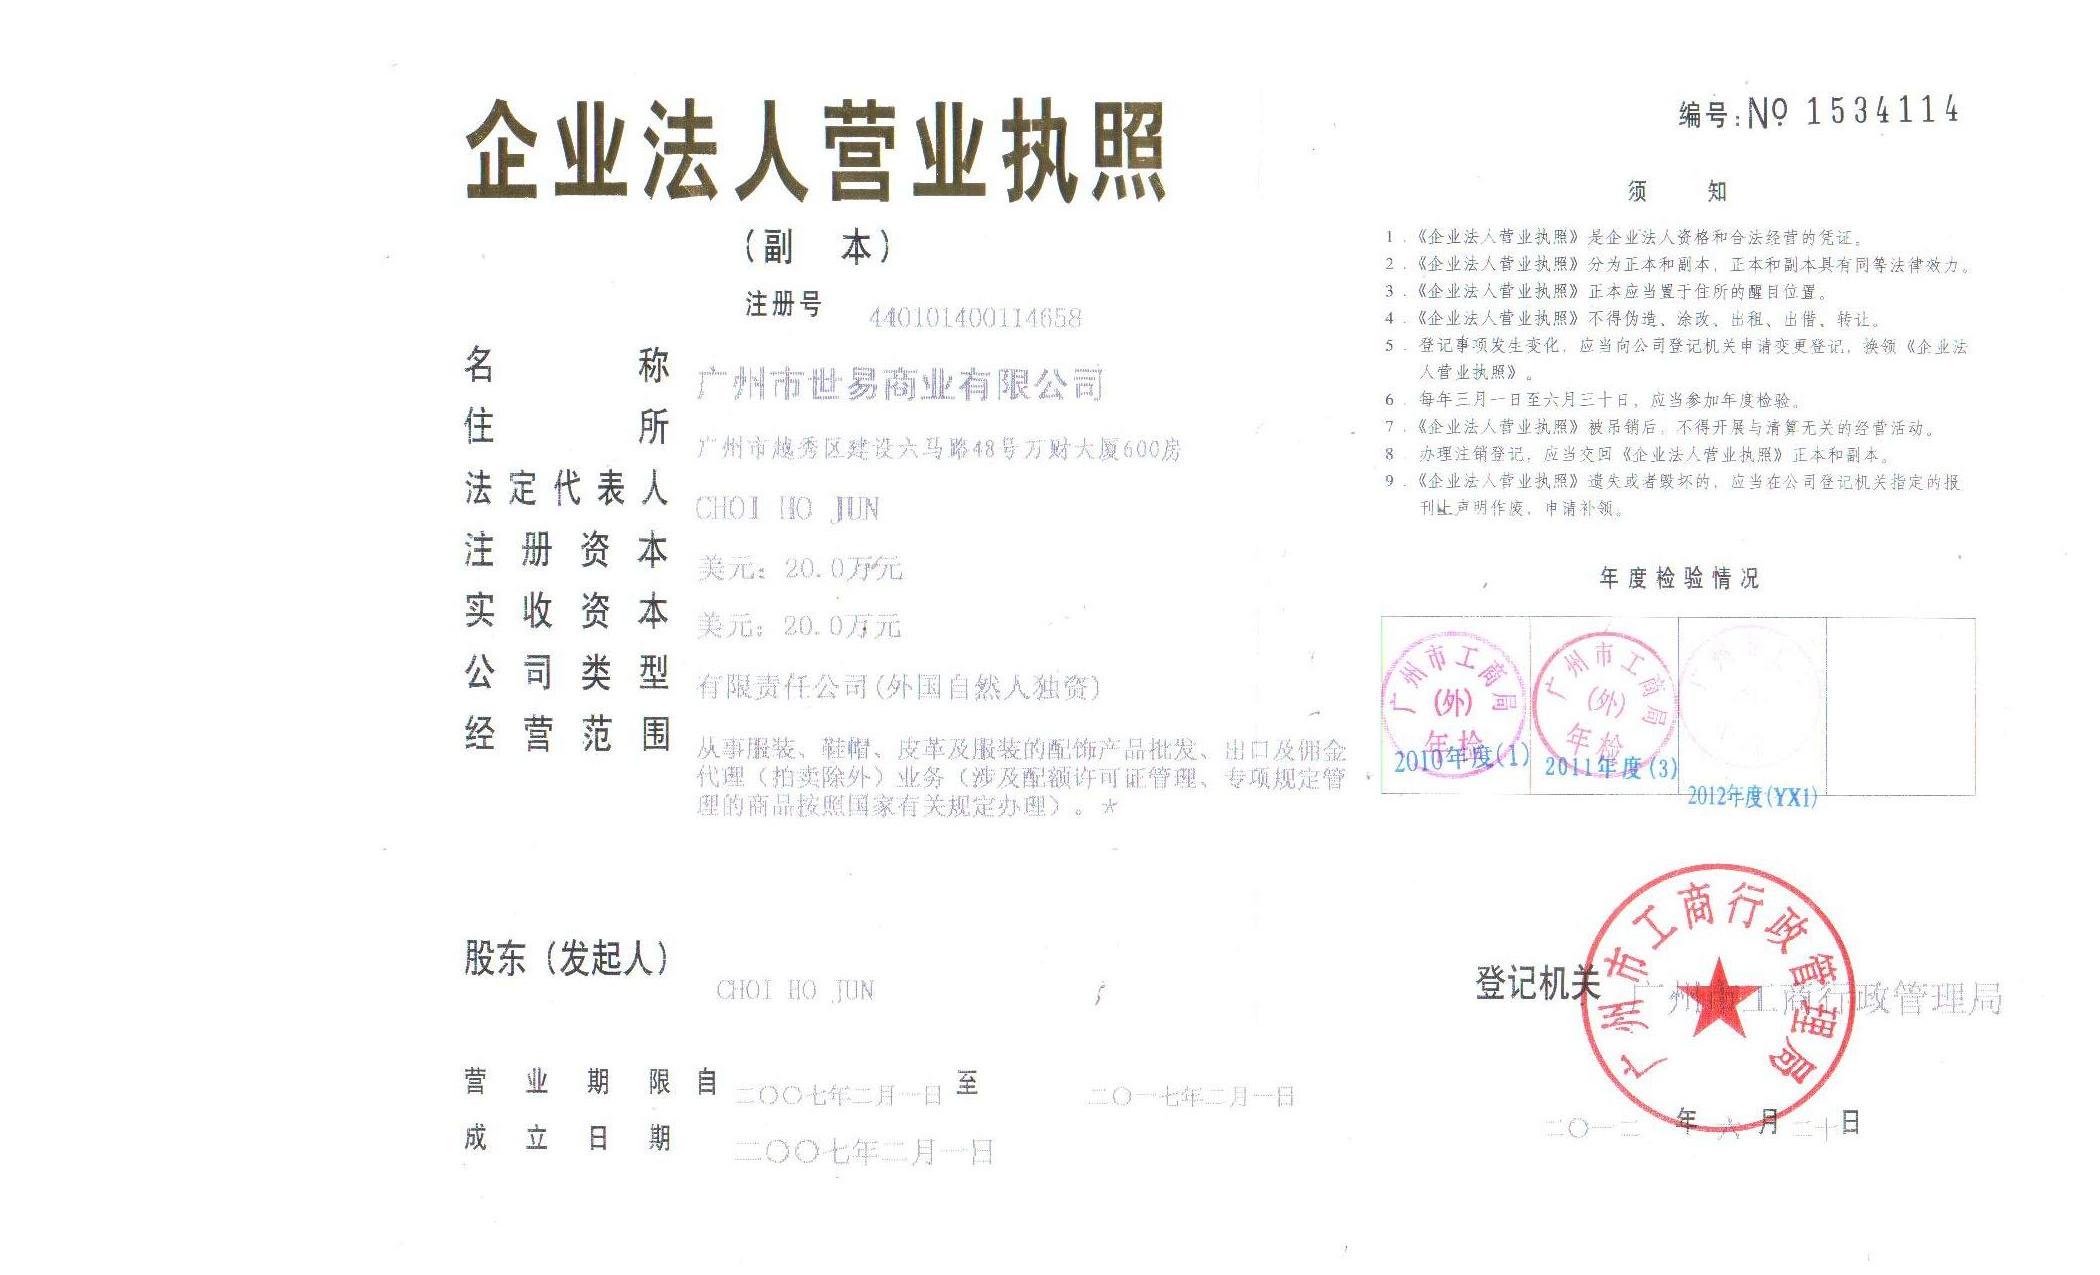 企业法人营业执照
(副 本)
注册号 440101400114658
名 称 广州市世易商业有限公司
住 所 广州市越秀区建设六马路48号万财大厦600房
法定代表人 CHOI HO JUN
注册资本 美元：20.0万元
实收资本 美元：20.0万元
公司类型 有限责任公司(外国自然人独资)
经营范围 从事服装、鞋帽、皮革及服装的配饰产品批发、出口及佣金
代理（拍卖除外）业务（涉及配额许可证管理、专项规定管
理的商品按照国家有关规定办理）。*
股东（发起人） CHOI HO JUN
营业期限自 二〇〇七年二月一日 至 二〇一七年二月一日
成立日期 二〇〇七年二月一日
编号:№ 1534114
须 知
1．《企业法人营业执照》是企业法人资格和合法经营的凭证。
2．《企业法人营业执照》分为正本和副本，正本和副本具有同等法律效力。
3．《企业法人营业执照》正本应当置于住所的醒目位置。
4．《企业法人营业执照》不得伪造、涂改、出租、出借、转让。
5．登记事项发生变化，应当向公司登记机关申请变更登记，换领《企业法
人营业执照》。
6．每年三月一日至六月三十日，应当参加年度检验。
7．《企业法人营业执照》被吊销后，不得开展与清算无关的经营活动。
8．办理注销登记，应当交回《企业法人营业执照》正本和副本。
9．《企业法人营业执照》遗失或者毁坏的，应当在公司登记机关指定的报
刊上声明作废，申请补领。
年度检验情况
广州市工商局
(外)
年检
2010年度(1)
广州市工商局
(外)
年检
2011年度(3)
2012年度(YX1)
登记机关 广州市工商行政管理局
广州市工商行政管理局
二〇一二年六月二十日